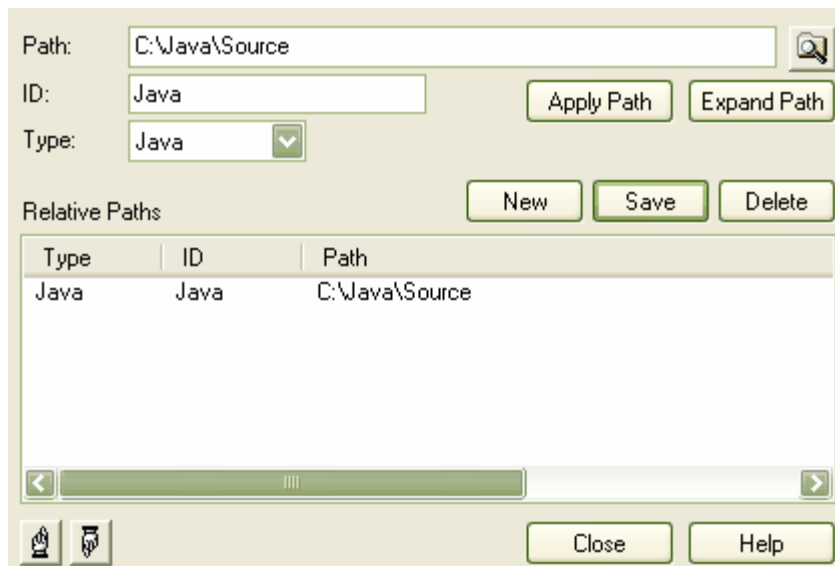 Path: C:\Java\Source
ID: Java Apply Path Expand Path
Type: Java
Relative Paths New Save Delete
Type ID Path
Java Java C:\Java\Source
Close Help